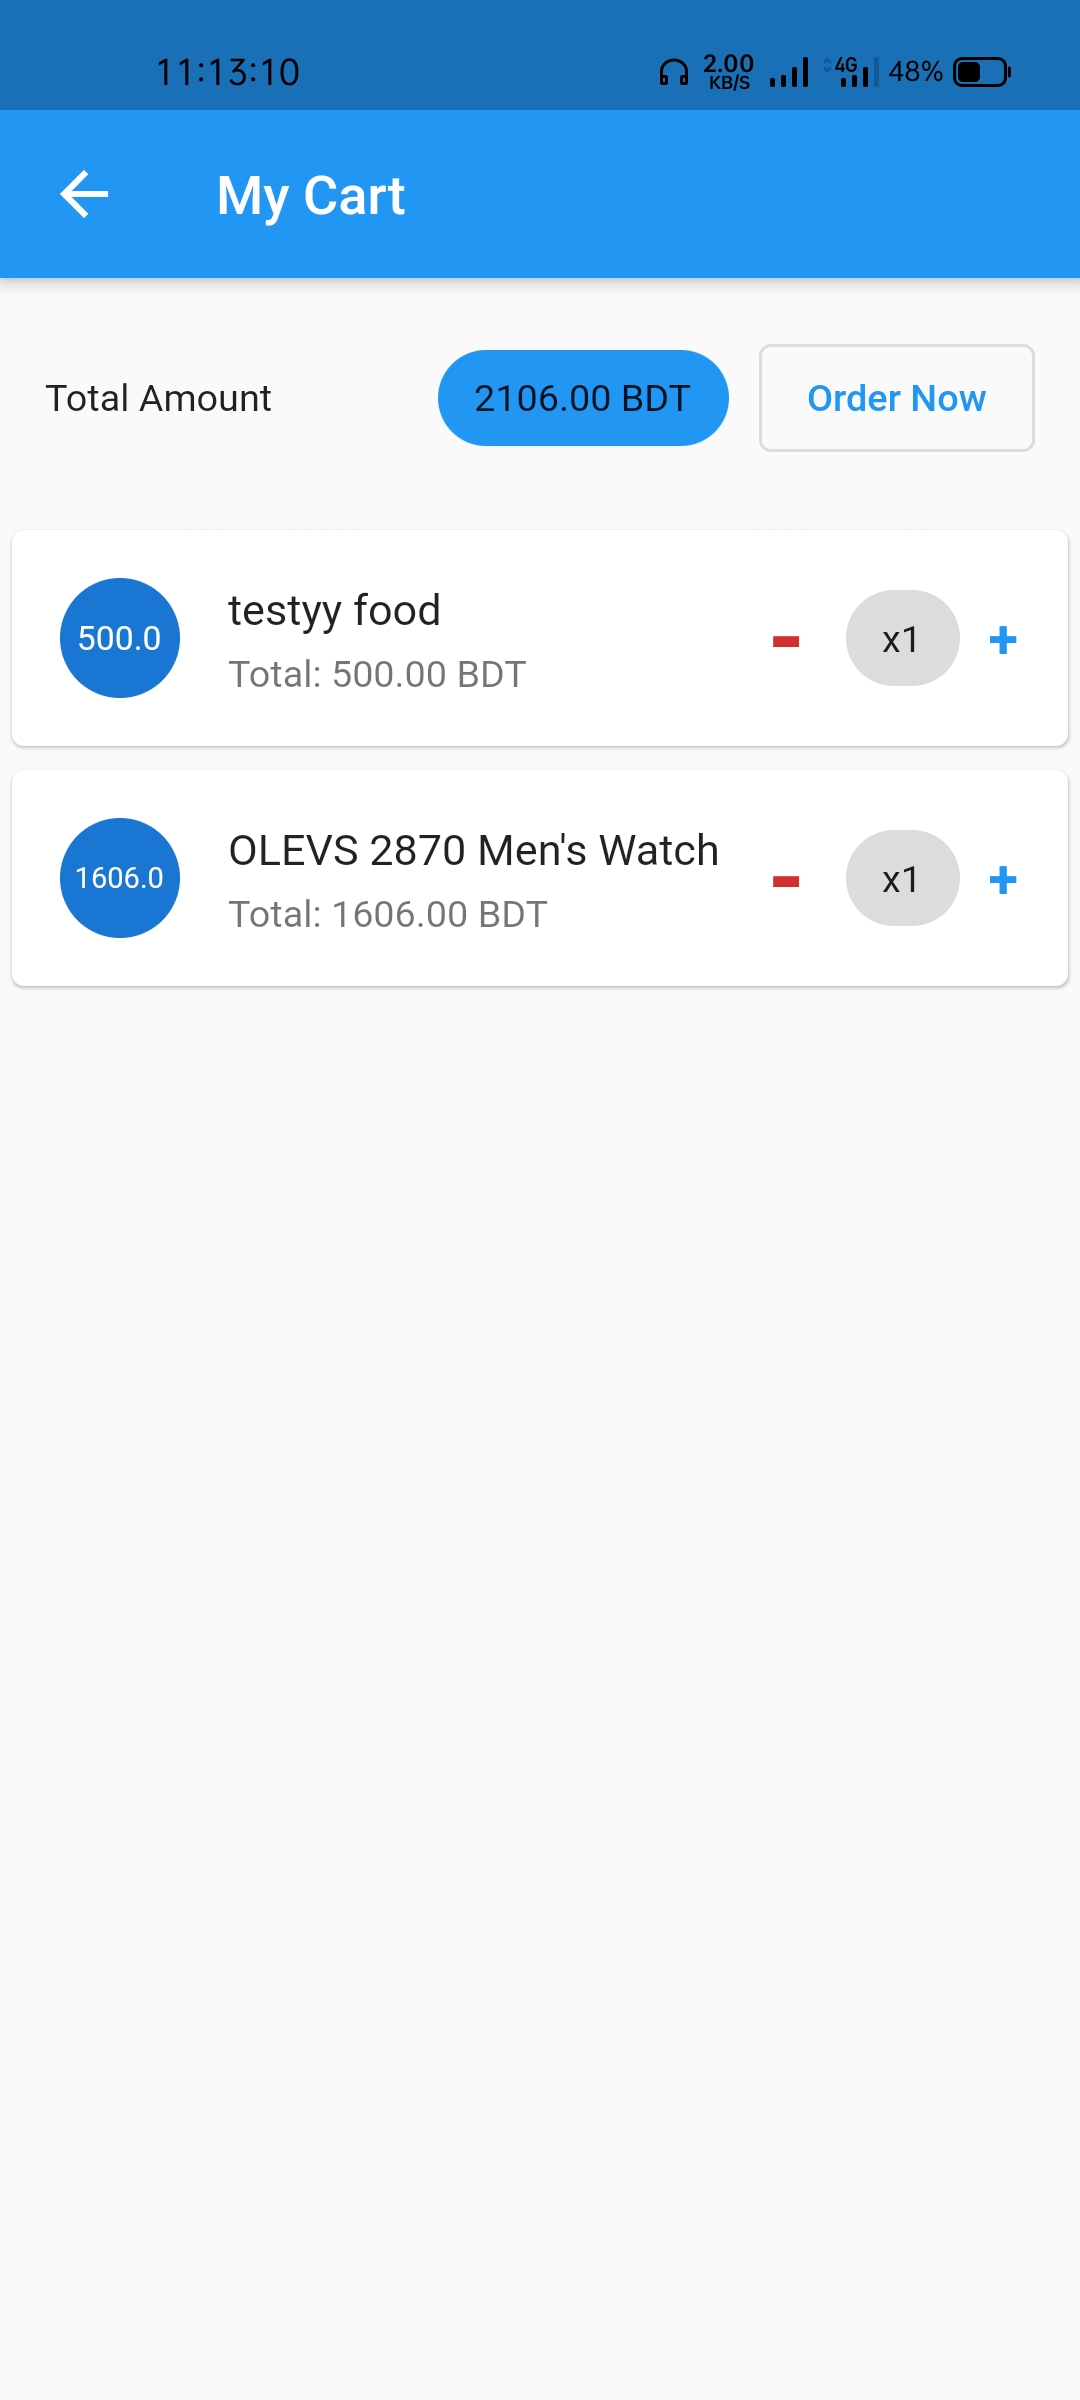 11:13:10 2.00 KB/S 4G 48%
My Cart
Total Amount 2106.00 BDT Order Now
500.0 testyy food - x1 +
Total: 500.00 BDT
1606.0 OLEVS 2870 Men's Watch - x1 +
Total: 1606.00 BDT